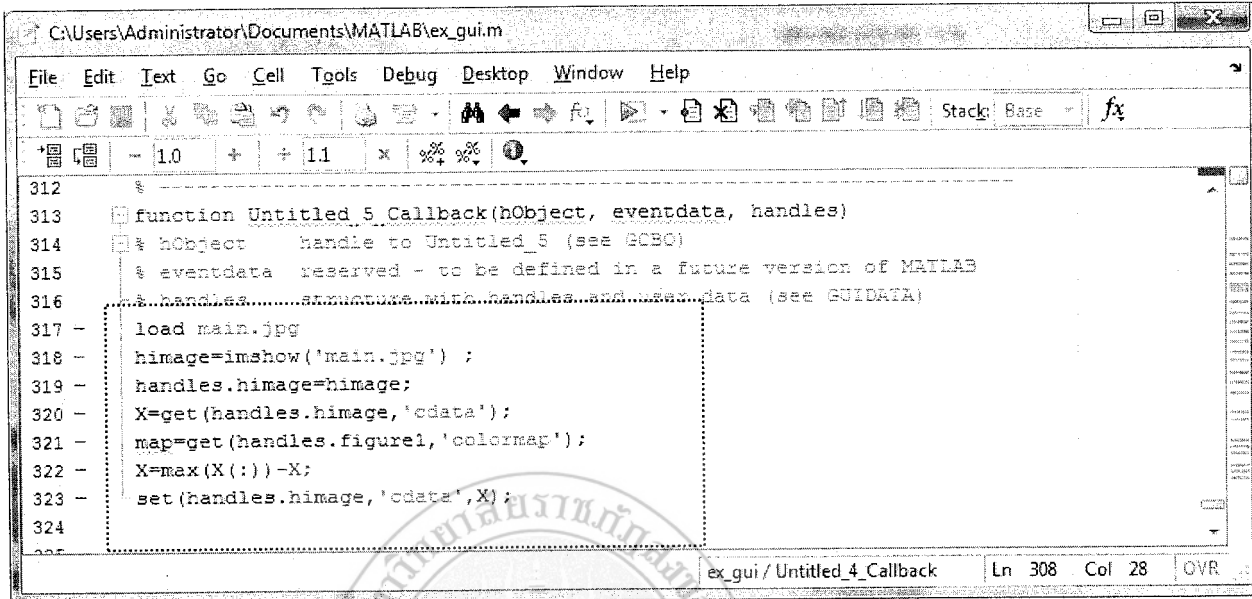 C:\Users\Administrator\Documents\MATLAB\ex_gui.m
File Edit Text Go Cell Tools Debug Desktop Window Help
Stack: Base fx
1.0 + ÷ 1.1 ×
312 % ----------------------------------------------------------------
313 function Untitled_5_Callback(hObject, eventdata, handles)
314 % hObject handle to Untitled_5 (see GCBO)
315 % eventdata reserved - to be defined in a future version of MATLAB
316 % handles structure with handles and user data (see GUIDATA)
317 - load main.jpg
318 - himage=imshow('main.jpg') ;
319 - handles.himage=himage;
320 - X=get(handles.himage,'cdata');
321 - map=get(handles.figure1,'colormap');
322 - X=max(X(:))-X;
323 - set(handles.himage,'cdata',X);
324
ex_gui / Untitled_4_Callback Ln 308 Col 28 OVR